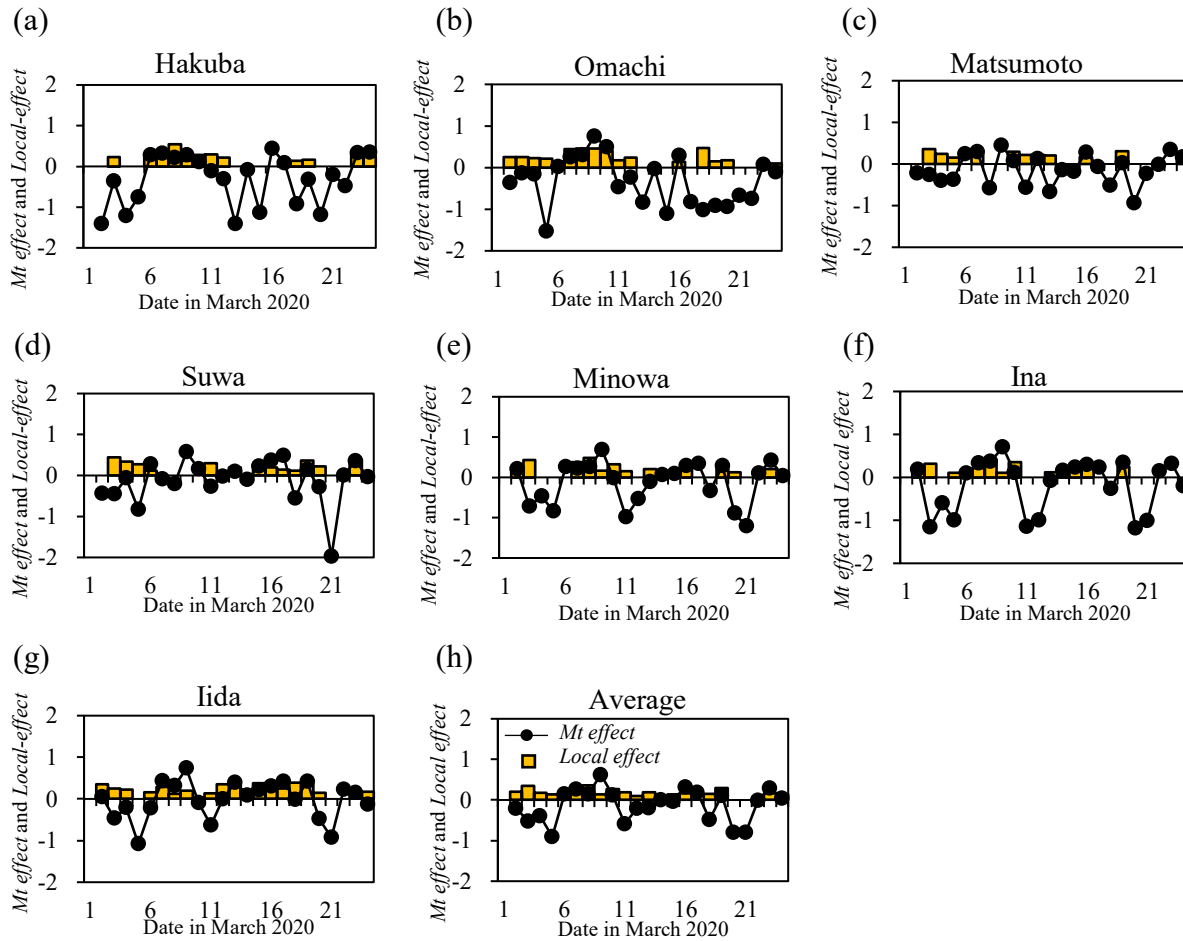 (a)
Hakuba
Mt effect and Local-effect
2
1
0
-1
-2
1 6 11 16 21
Date in March 2020
(b)
Omachi
Mt effect and Local-effect
2
1
0
-1
-2
1 6 11 16 21
Date in March 2020
(c)
Matsumoto
Mt effect and Local-effect
2
1
0
-1
-2
1 6 11 16 21
Date in March 2020
(d)
Suwa
Mt effect and Local-effect
2
1
0
-1
-2
1 6 11 16 21
Date in March 2020
(e)
Minowa
Mt effect and Local-effect
2
1
0
-1
-2
1 6 11 16 21
Date in March 2020
(f)
Ina
Mt effect and Local effect
2
1
0
-1
-2
1 6 11 16 21
Date in March 2020
(g)
Iida
Mt effect and Local-effect
2
1
0
-1
-2
1 6 11 16 21
Date in March 2020
(h)
Average
Mt effect and Local effect
2
1
0
-1
-2
Mt effect
Local effect
1 6 11 16 21
Date in March 2020